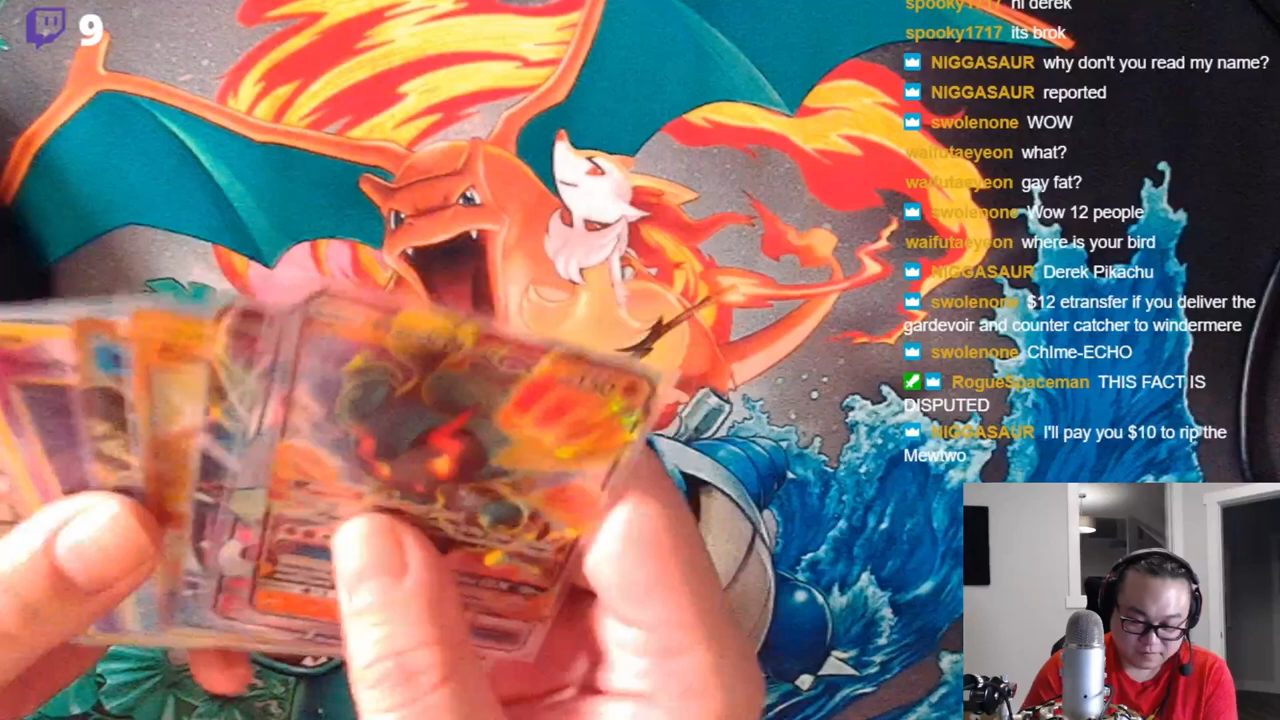 9
spooky1717 hi derek
spooky1717 its brok
NIGGASAUR why don't you read my name?
NIGGASAUR reported
swolenone WOW
waifutaeyeon what?
waifutaeyeon gay fat?
swolenone Wow 12 people
waifutaeyeon where is your bird
NIGGASAUR Derek Pikachu
swolenone $12 etransfer if you deliver the
gardevoir and counter catcher to windermere
swolenone ChIme-ECHO
RogueSpaceman THIS FACT IS
DISPUTED
NIGGASAUR I'll pay you $10 to rip the
Mewtwo